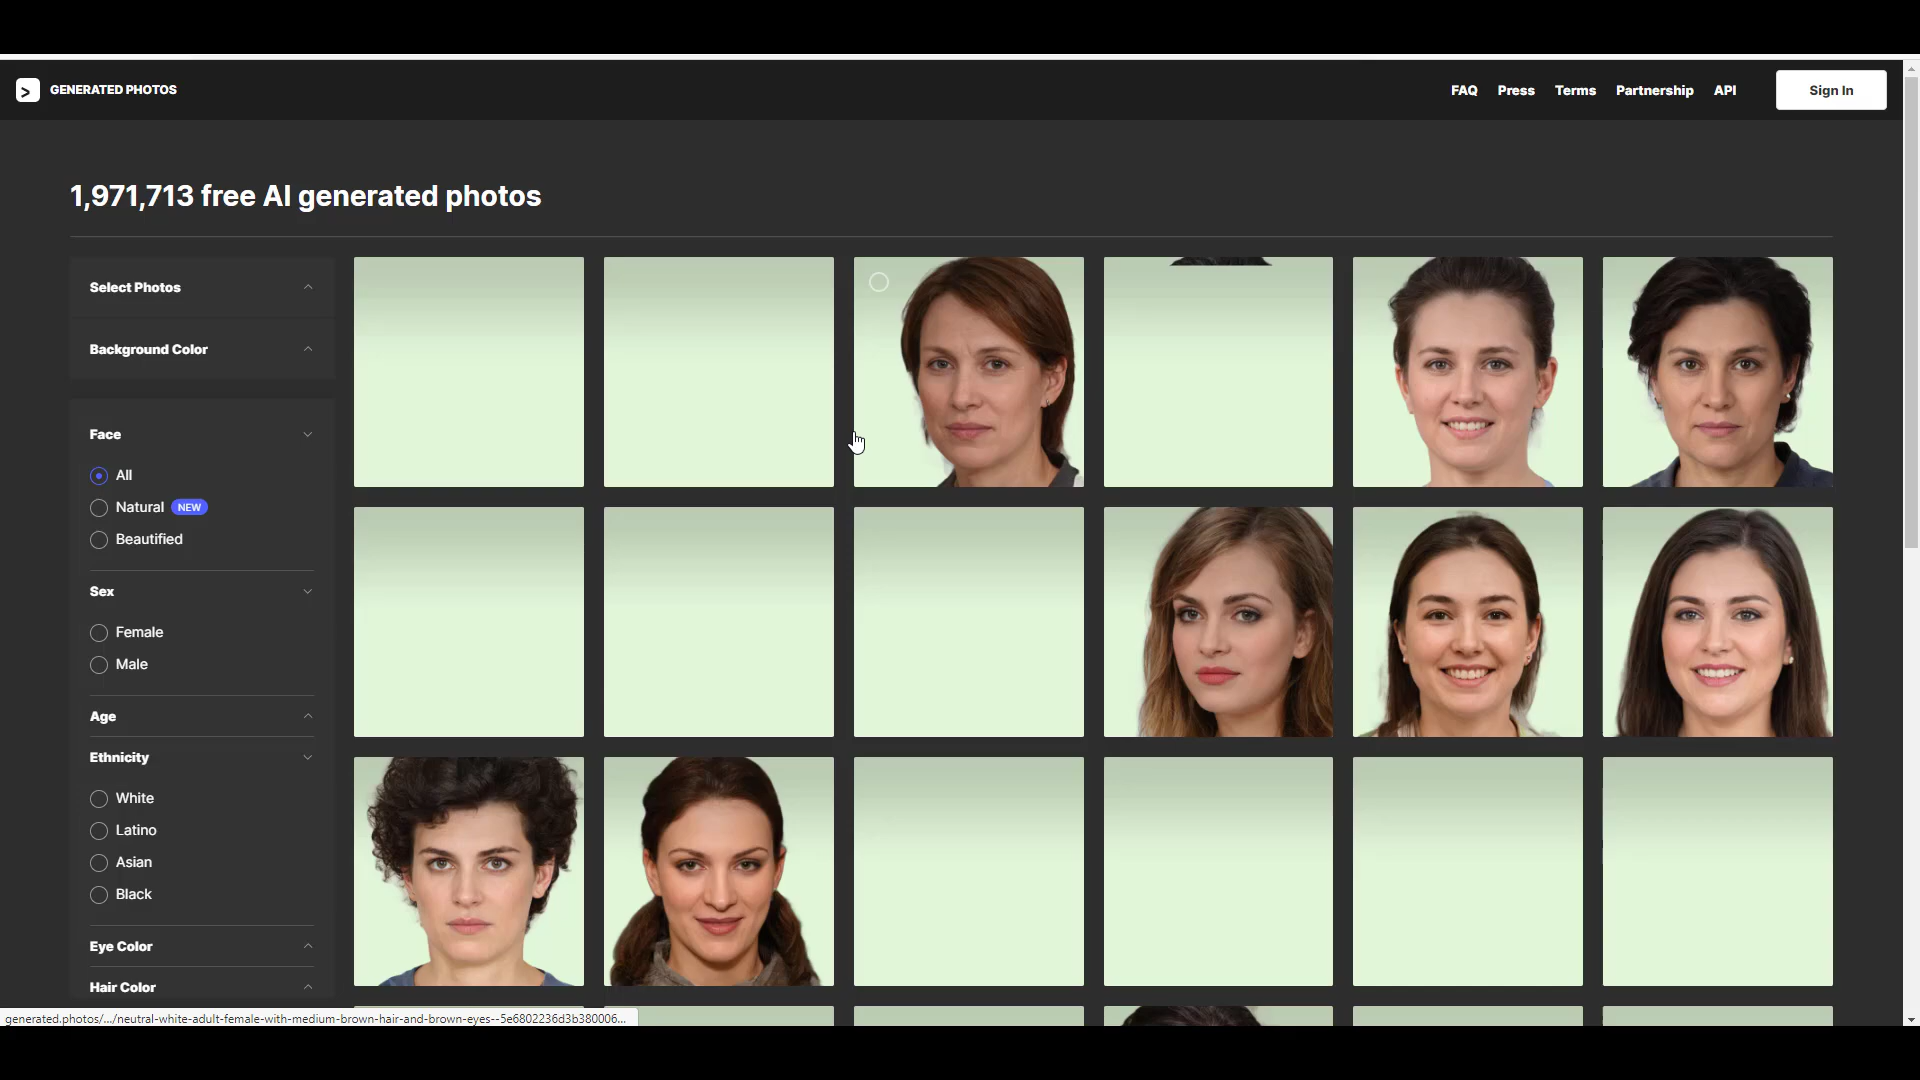 GENERATED PHOTOS
FAQ Press Terms Partnership API Sign In
1,971,713 free AI generated photos
Select Photos
Background Color
Face
All
Natural NEW
Beautified
Sex
Female
Male
Age
Ethnicity
White
Latino
Asian
Black
Eye Color
Hair Color
generated.photos/.../neutral-white-adult-female-with-medium-brown-hair-and-brown-eyes--5e6802236d3b380006...